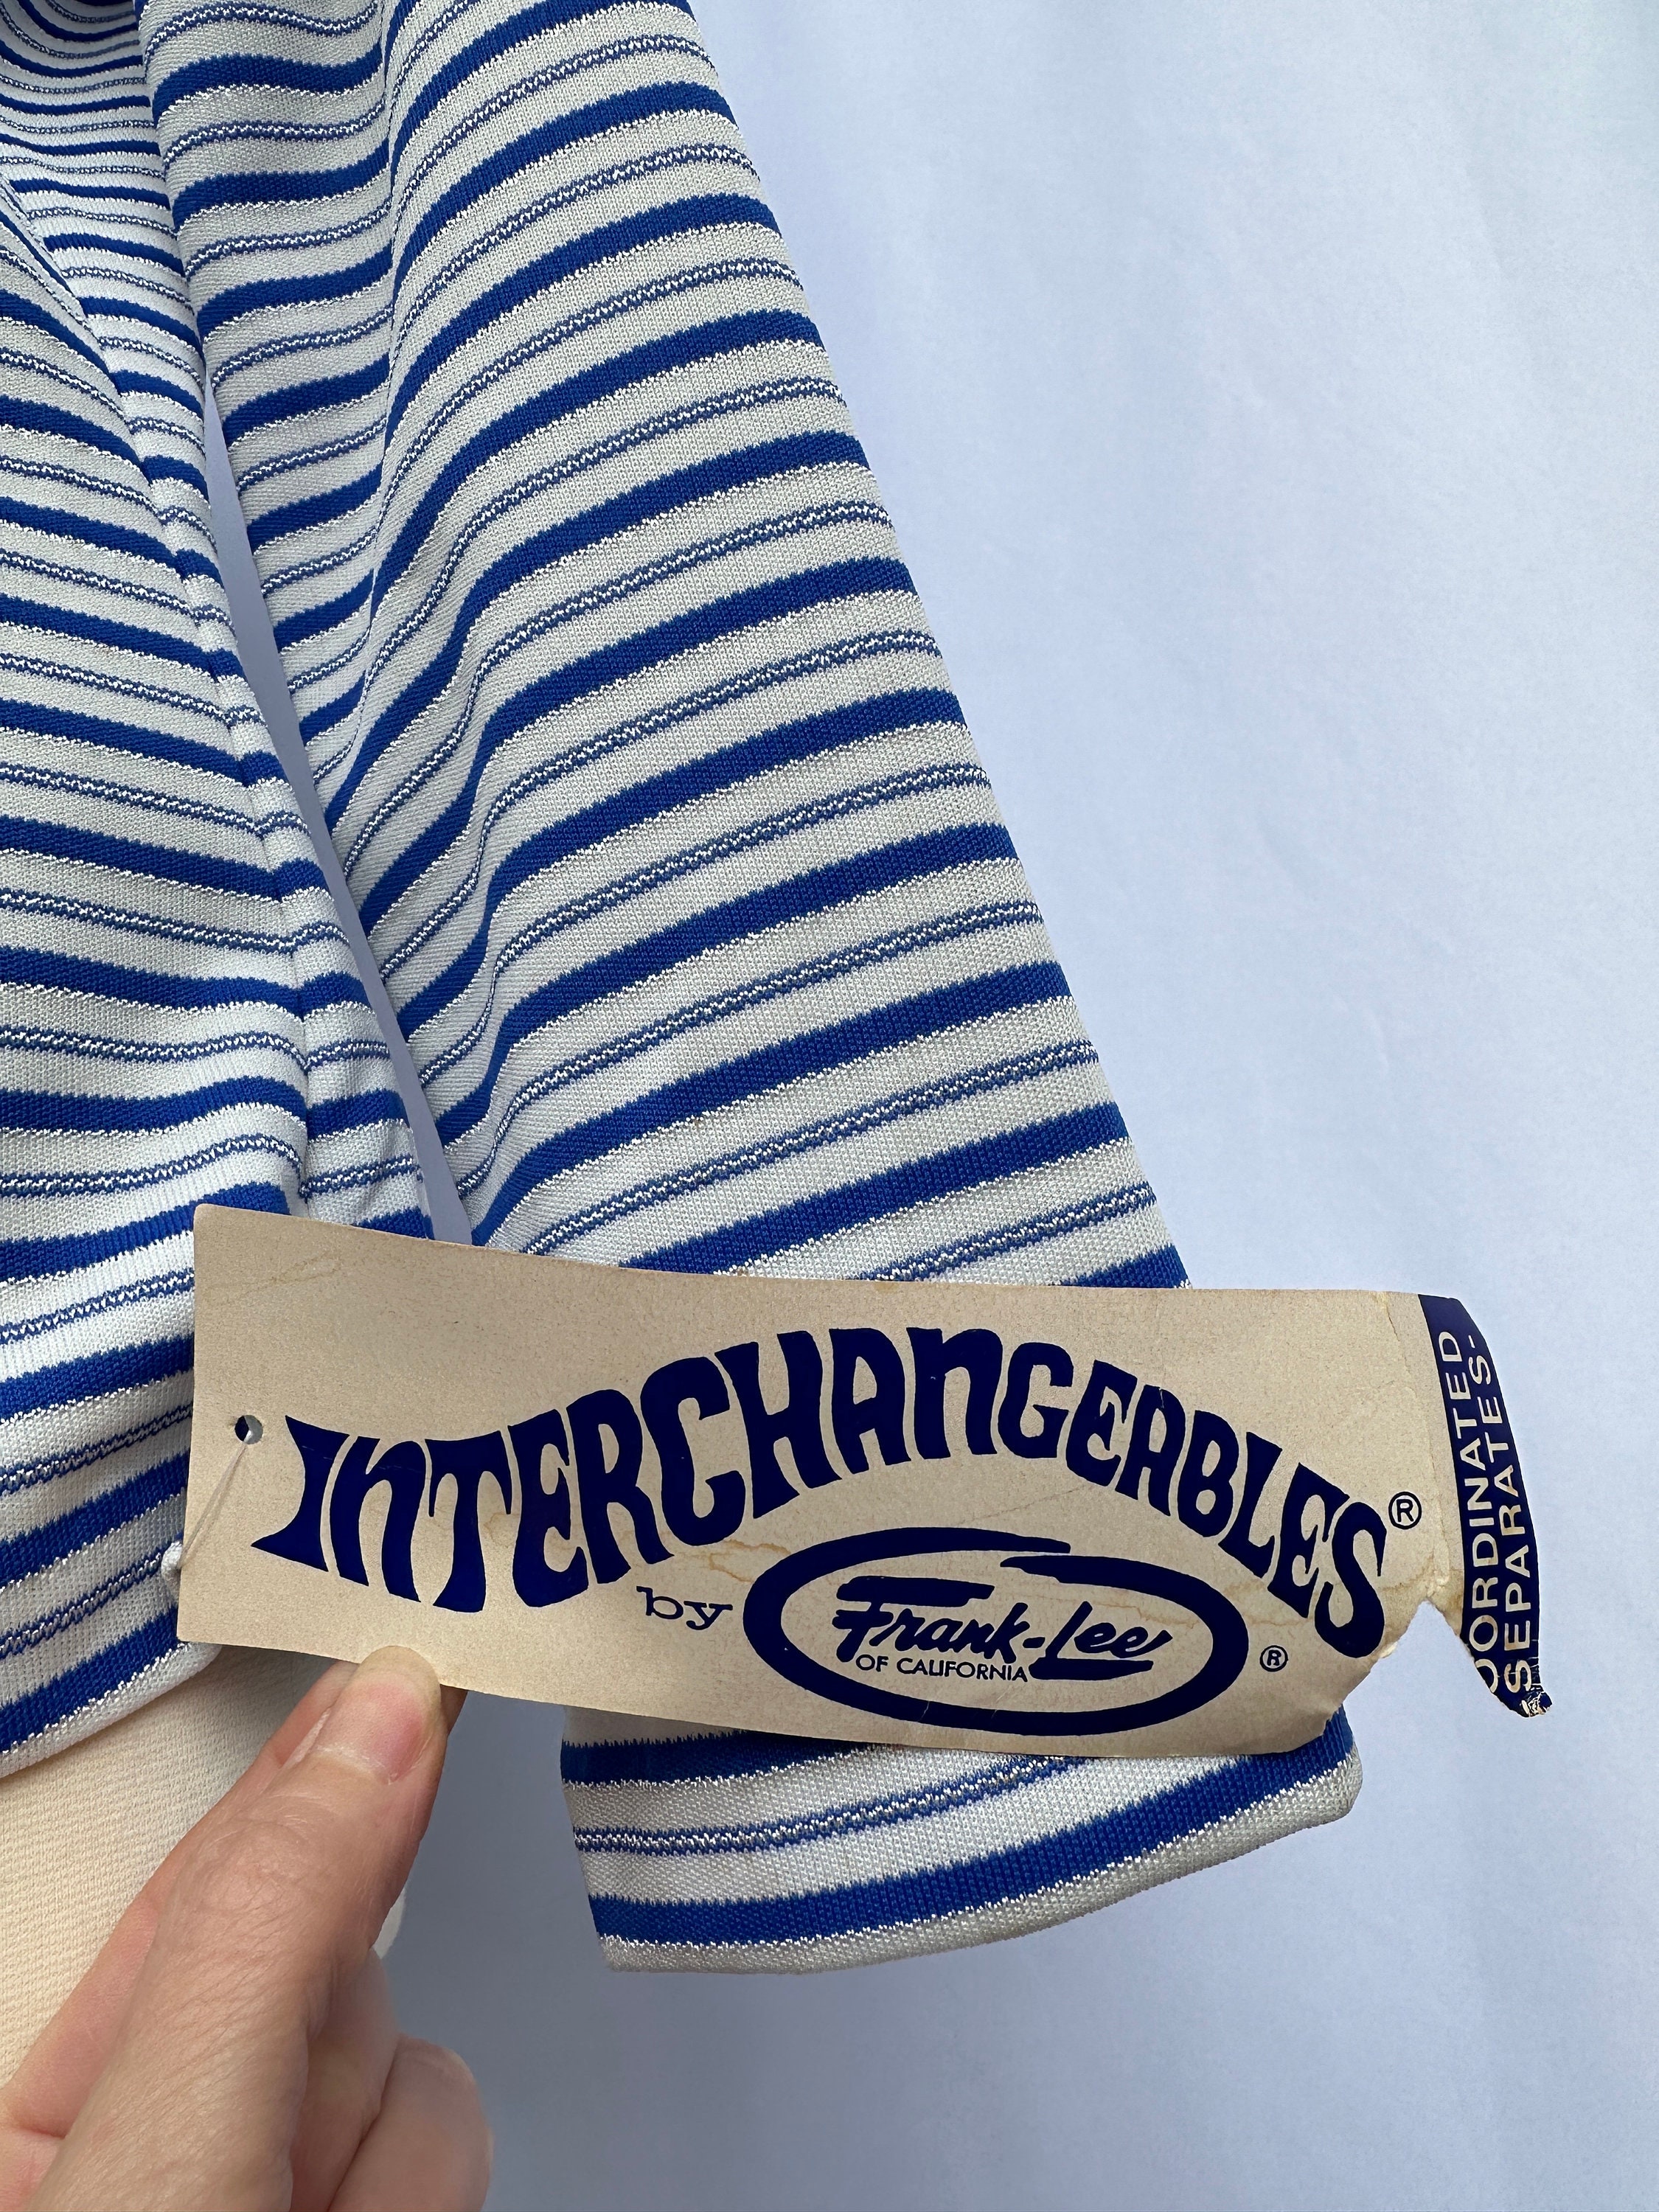 INTERCHANGEABLES®
by Frank-Lee ®
OF CALIFORNIA
COORDINATED
SEPARATES-